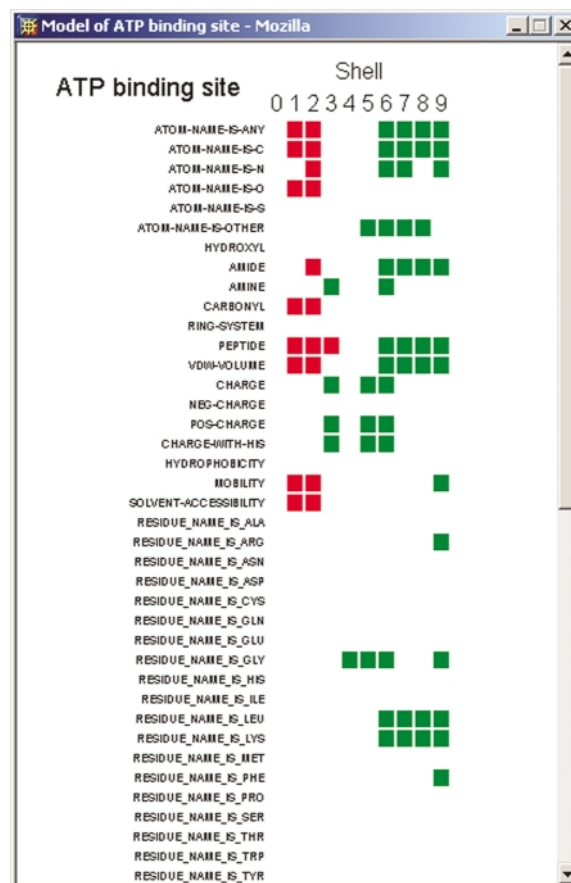 Model of ATP binding site - Mozilla
Shell
ATP binding site
0 1 2 3 4 5 6 7 8 9
ATOM-NAME-IS-ANY
ATOM-NAME-IS-C
ATOM-NAME-IS-N
ATOM-NAME-IS-O
ATOM-NAME-IS-S
ATOM-NAME-IS-OTHER
HYDROXYL
AMIDE
AMINE
CARBONYL
RING-SYSTEM
PEPTIDE
VDW-VOLUME
CHARGE
NEG-CHARGE
POS-CHARGE
CHARGE-WITH-HIS
HYDROPHOBICITY
MOBILITY
SOLVENT-ACCESSIBILITY
RESIDUE_NAME_IS_ALA
RESIDUE_NAME_IS_ARG
RESIDUE_NAME_IS_ASN
RESIDUE_NAME_IS_ASP
RESIDUE_NAME_IS_CYS
RESIDUE_NAME_IS_GLN
RESIDUE_NAME_IS_GLU
RESIDUE_NAME_IS_GLY
RESIDUE_NAME_IS_HIS
RESIDUE_NAME_IS_ILE
RESIDUE_NAME_IS_LEU
RESIDUE_NAME_IS_LYS
RESIDUE_NAME_IS_MET
RESIDUE_NAME_IS_PHE
RESIDUE_NAME_IS_PRO
RESIDUE_NAME_IS_SER
RESIDUE_NAME_IS_THR
RESIDUE_NAME_IS_TRP
RESIDUE_NAME_IS_TYR